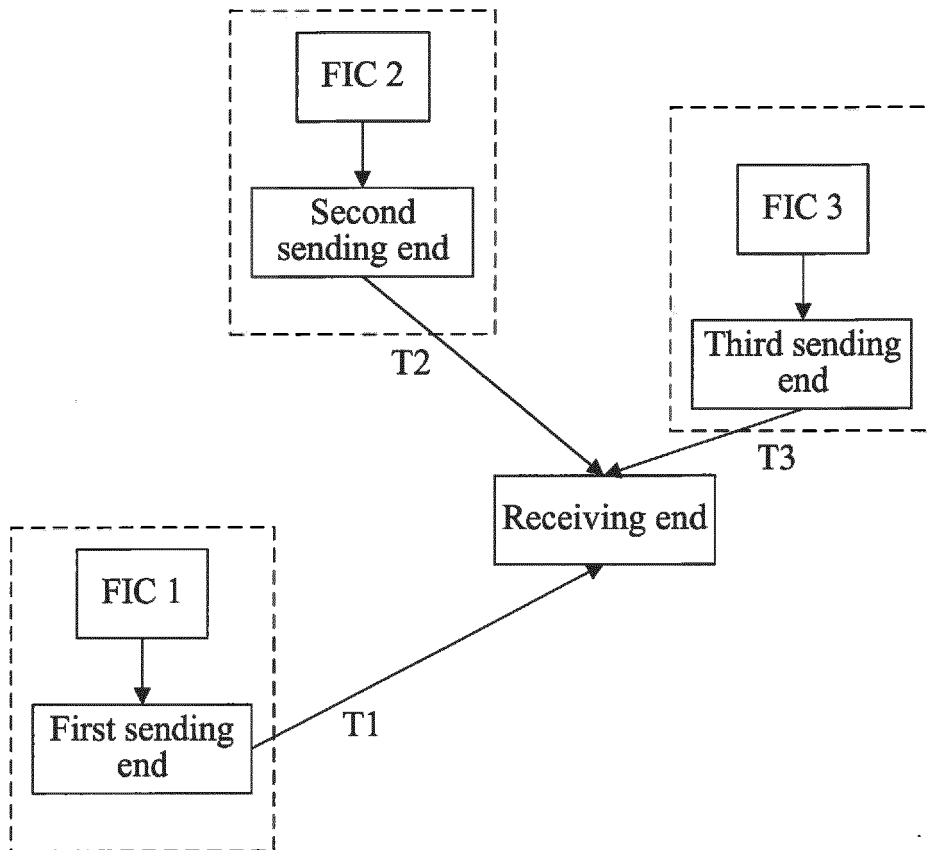 FIC 2
Second
sending end
T2
FIC 3
Third sending
end
T3
Receiving end
FIC 1
First sending
end
T1